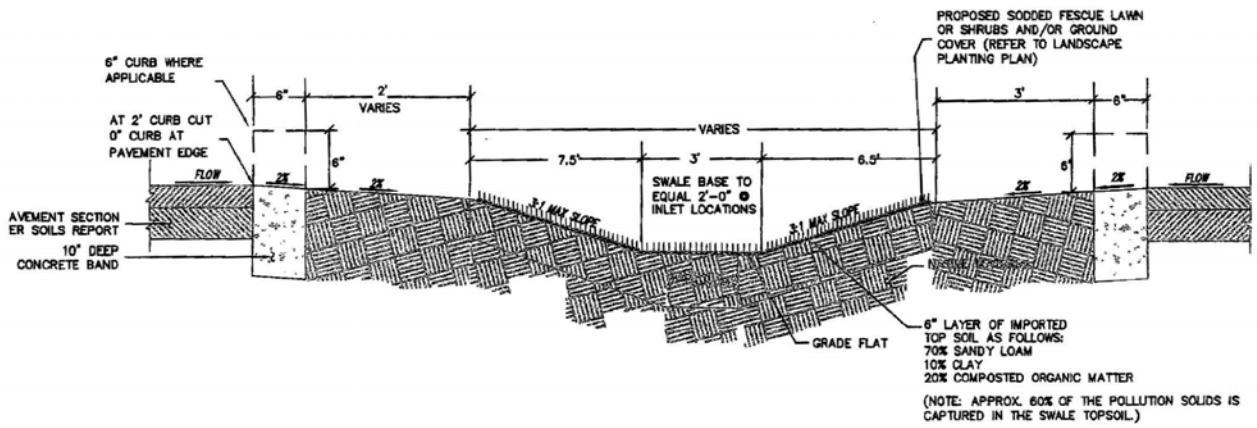 PROPOSED SODDED FESCUE LAWN
OR SHRUBS AND/OR GROUND
COVER (REFER TO LANDSCAPE
PLANTING PLAN)
6" CURB WHERE
APPLICABLE
6"
2'
VARIES
3'
6"
AT 2' CURB CUT
0" CURB AT
PAVEMENT EDGE
VARIES
6"
7.5'
3'
6.5'
6"
FLOW
2%
2%
SWALE BASE TO
EQUAL 2'-0" @
INLET LOCATIONS
2%
2%
FLOW
3:1 MAX SLOPE
3:1 MAX SLOPE
AVEMENT SECTION
ER SOILS REPORT
10" DEEP
CONCRETE BAND
GRADE FLAT
6" LAYER OF IMPORTED
TOP SOIL AS FOLLOWS:
70% SANDY LOAM
10% CLAY
20% COMPOSTED ORGANIC MATTER
(NOTE: APPROX. 60% OF THE POLLUTION SOLIDS IS
CAPTURED IN THE SWALE TOPSOIL.)